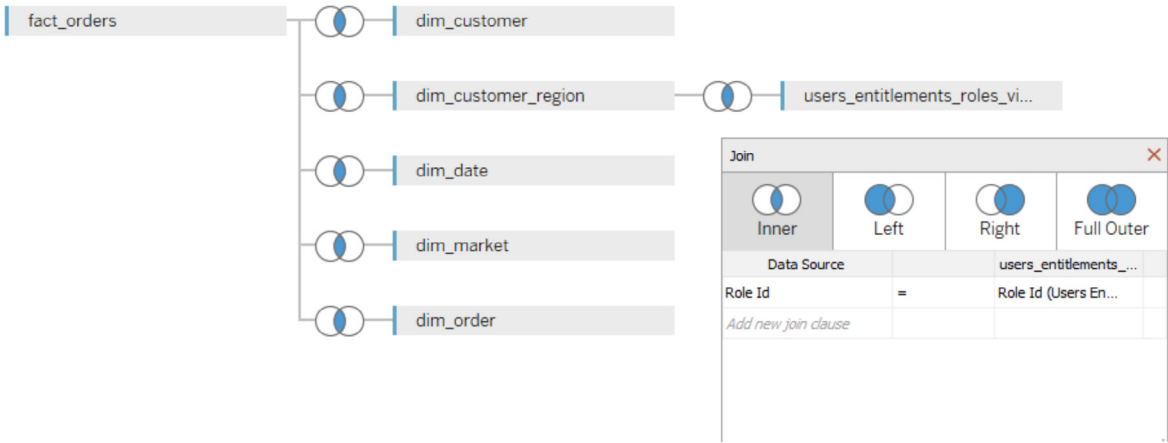 fact_orders
dim_customer
dim_customer_region
users_entitlements_roles_vi...
dim_date
dim_market
dim_order
Join
Inner Left Right Full Outer
Data Source users_entitlements_...
Role Id = Role Id (Users En...
Add new join clause